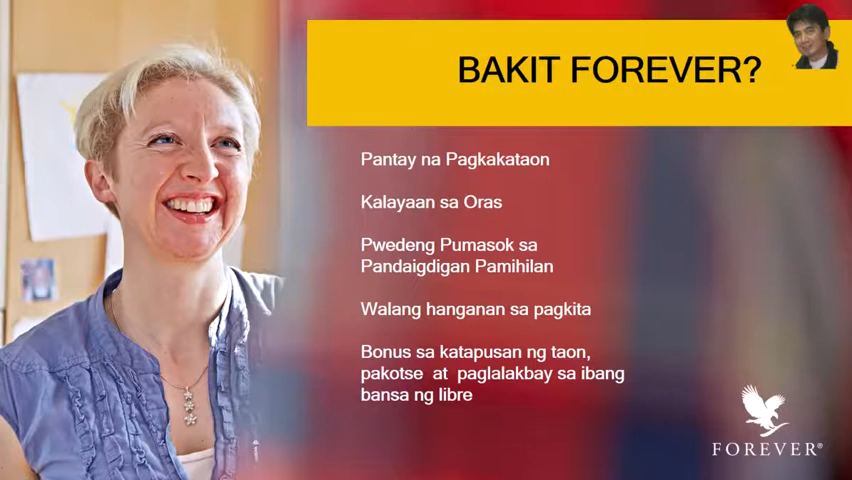 BAKIT FOREVER?
Pantay na Pagkakataon
Kalayaan sa Oras
Pwedeng Pumasok sa
Pandaigdigan Pamihilan
Walang hanganan sa pagkita
Bonus sa katapusan ng taon,
pakotse at paglalakbay sa ibang
bansa ng libre
FOREVER®